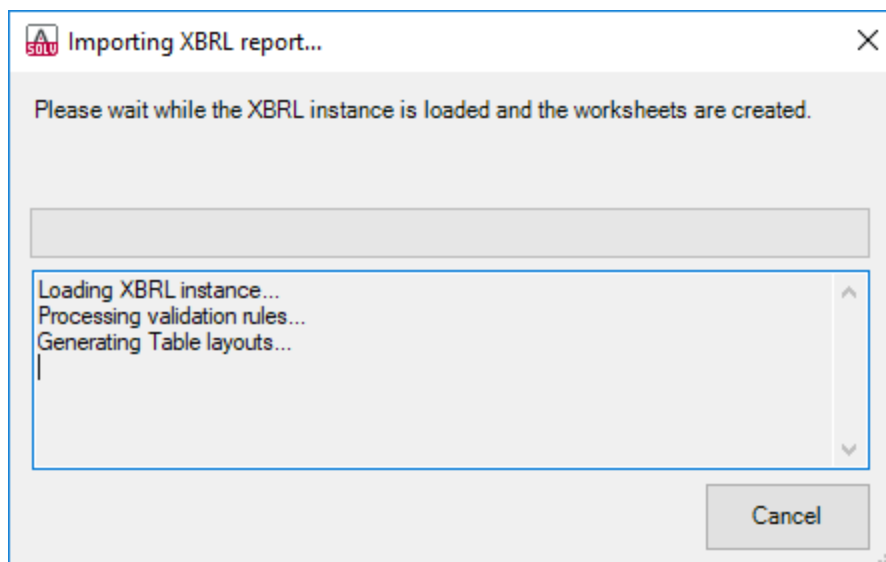 A
SOLV
Importing XBRL report...
Please wait while the XBRL instance is loaded and the worksheets are created.
Loading XBRL instance...
Processing validation rules...
Generating Table layouts...
Cancel